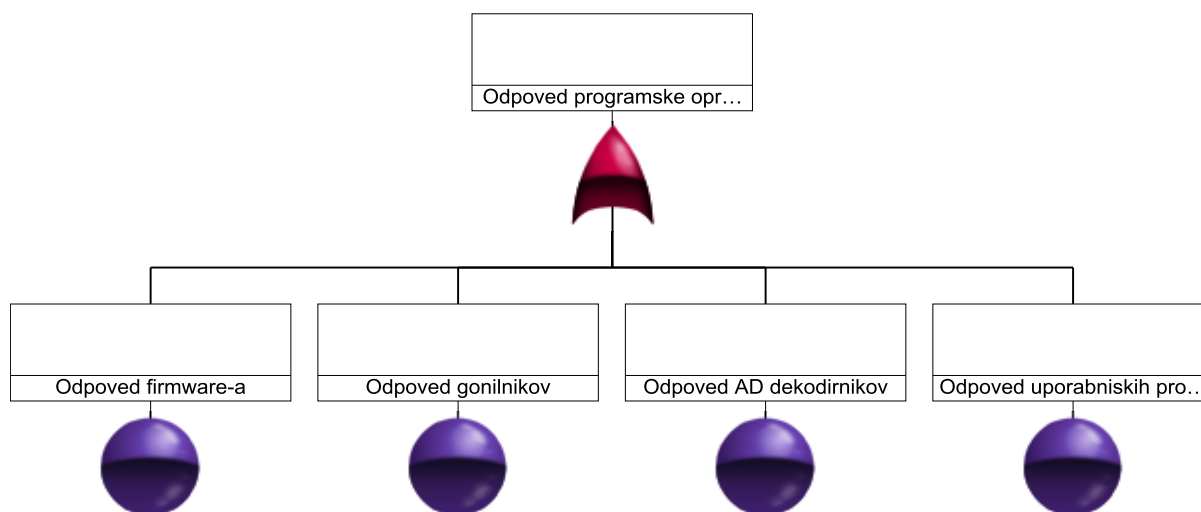 Odpoved programske opr...
Odpoved firmware-a
Odpoved gonilnikov
Odpoved AD dekodirnikov
Odpoved uporabniskih pro...